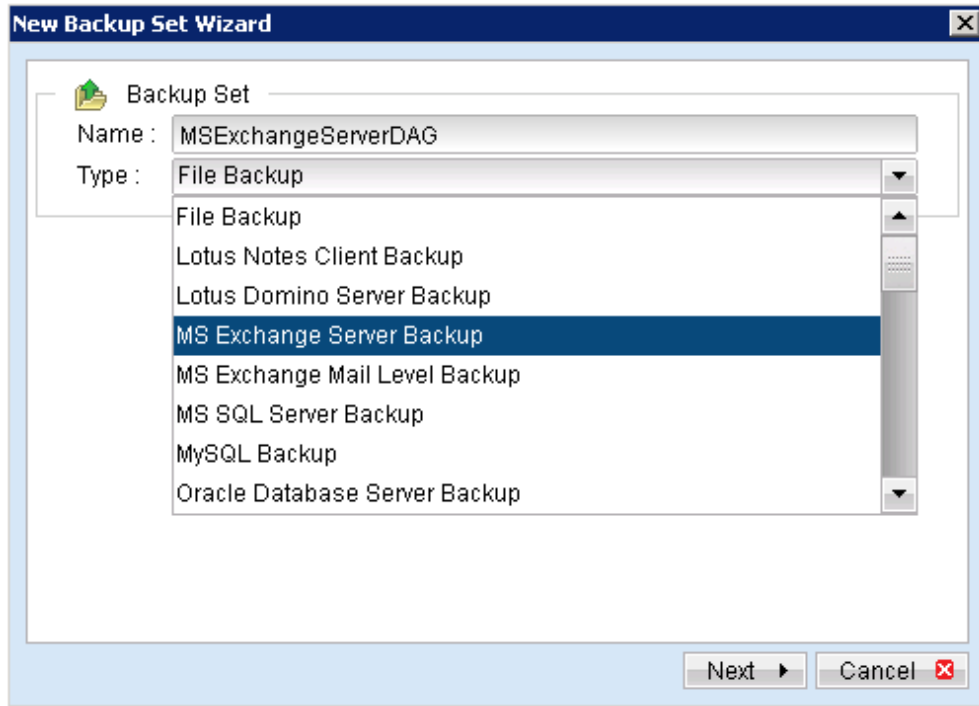 New Backup Set Wizard
Backup Set
Name : MSExchangeServerDAG
Type : File Backup
File Backup
Lotus Notes Client Backup
Lotus Domino Server Backup
MS Exchange Server Backup
MS Exchange Mail Level Backup
MS SQL Server Backup
MySQL Backup
Oracle Database Server Backup
Next Cancel